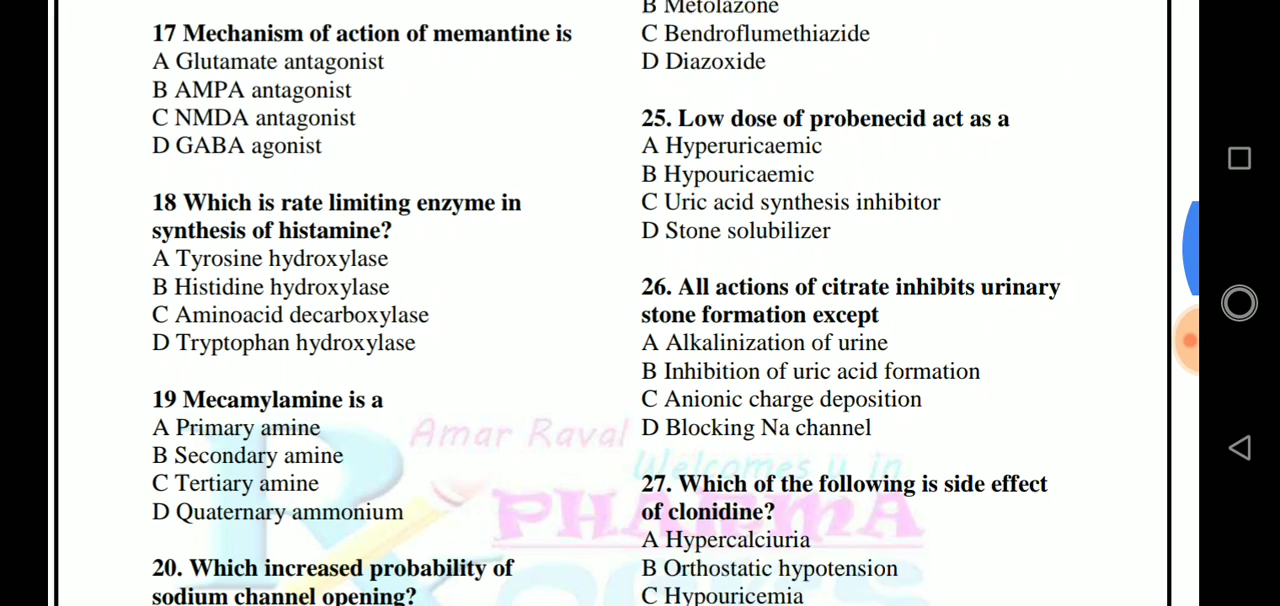 17 Mechanism of action of memantine is
A Glutamate antagonist
B AMPA antagonist
C NMDA antagonist
D GABA agonist
18 Which is rate limiting enzyme in
synthesis of histamine?
A Tyrosine hydroxylase
B Histidine hydroxylase
C Aminoacid decarboxylase
D Tryptophan hydroxylase
19 Mecamylamine is a
A Primary amine
B Secondary amine
C Tertiary amine
D Quaternary ammonium
20. Which increased probability of
sodium channel opening?
B Metolazone
C Bendroflumethiazide
D Diazoxide
25. Low dose of probenecid act as a
A Hyperuricaemic
B Hypouricaemic
C Uric acid synthesis inhibitor
D Stone solubilizer
26. All actions of citrate inhibits urinary
stone formation except
A Alkalinization of urine
B Inhibition of uric acid formation
C Anionic charge deposition
D Blocking Na channel
27. Which of the following is side effect
of clonidine?
A Hypercalciuria
B Orthostatic hypotension
C Hypouricemia
Amar Raval
Welcomes u in
PHARMA